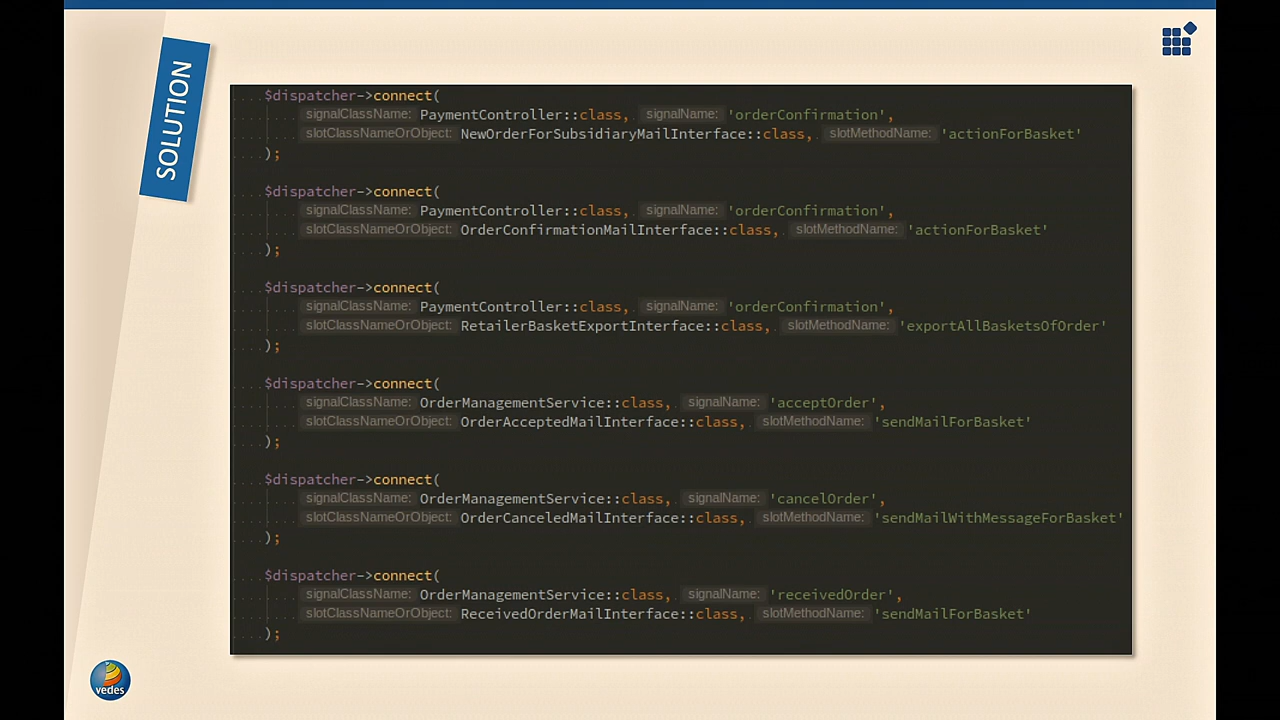 SOLUTION
$dispatcher->connect(
signalClassName: PaymentController::class, signalName: 'orderConfirmation',
slotClassNameOrObject: NewOrderForSubsidiaryMailInterface::class, slotMethodName: 'actionForBasket'
);
$dispatcher->connect(
signalClassName: PaymentController::class, signalName: 'orderConfirmation',
slotClassNameOrObject: OrderConfirmationMailInterface::class, slotMethodName: 'actionForBasket'
);
$dispatcher->connect(
signalClassName: PaymentController::class, signalName: 'orderConfirmation',
slotClassNameOrObject: RetailerBasketExportInterface::class, slotMethodName: 'exportAllBasketsOfOrder'
);
$dispatcher->connect(
signalClassName: OrderManagementService::class, signalName: 'acceptOrder',
slotClassNameOrObject: OrderAcceptedMailInterface::class, slotMethodName: 'sendMailForBasket'
);
$dispatcher->connect(
signalClassName: OrderManagementService::class, signalName: 'cancelOrder',
slotClassNameOrObject: OrderCanceledMailInterface::class, slotMethodName: 'sendMailWithMessageForBasket'
);
$dispatcher->connect(
signalClassName: OrderManagementService::class, signalName: 'receivedOrder',
slotClassNameOrObject: ReceivedOrderMailInterface::class, slotMethodName: 'sendMailForBasket'
);
vedes